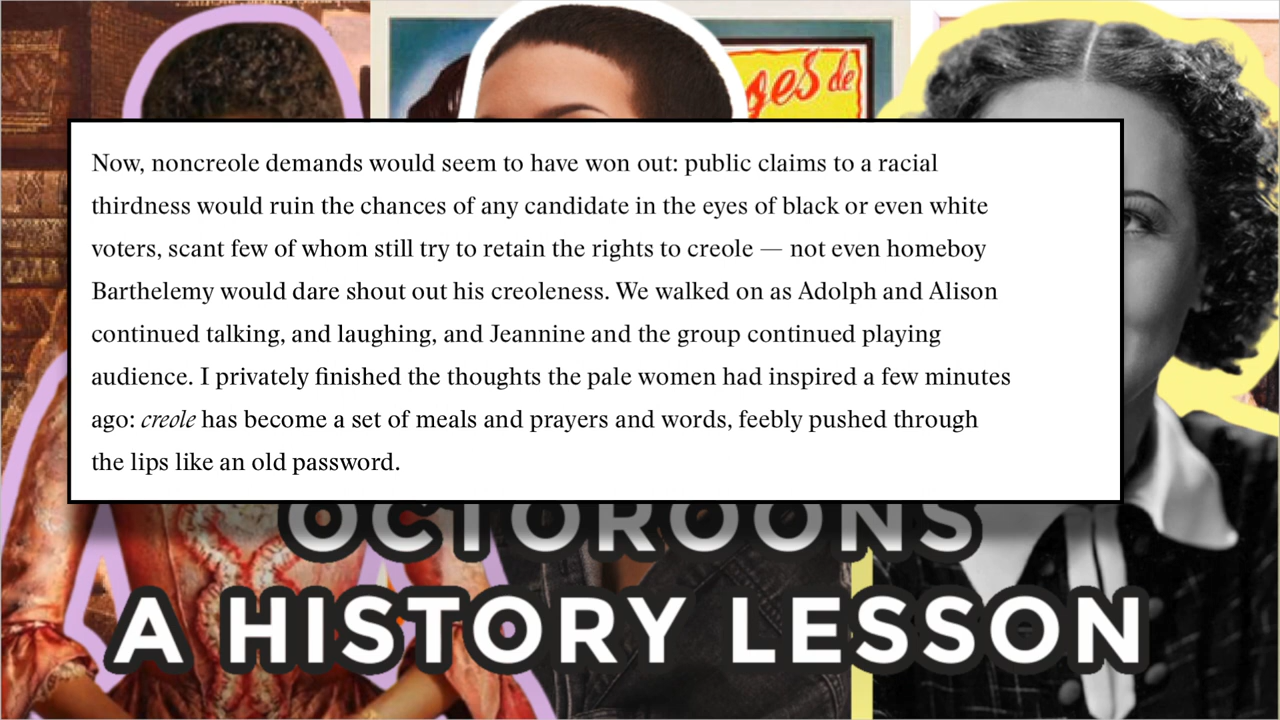 ges de
Now, noncreole demands would seem to have won out: public claims to a racial
thirdness would ruin the chances of any candidate in the eyes of black or even white
voters, scant few of whom still try to retain the rights to creole — not even homeboy
Barthelemy would dare shout out his creoleness. We walked on as Adolph and Alison
continued talking, and laughing, and Jeannine and the group continued playing
audience. I privately finished the thoughts the pale women had inspired a few minutes
ago: creole has become a set of meals and prayers and words, feebly pushed through
the lips like an old password.
OCTOROONS
A HISTORY LESSON